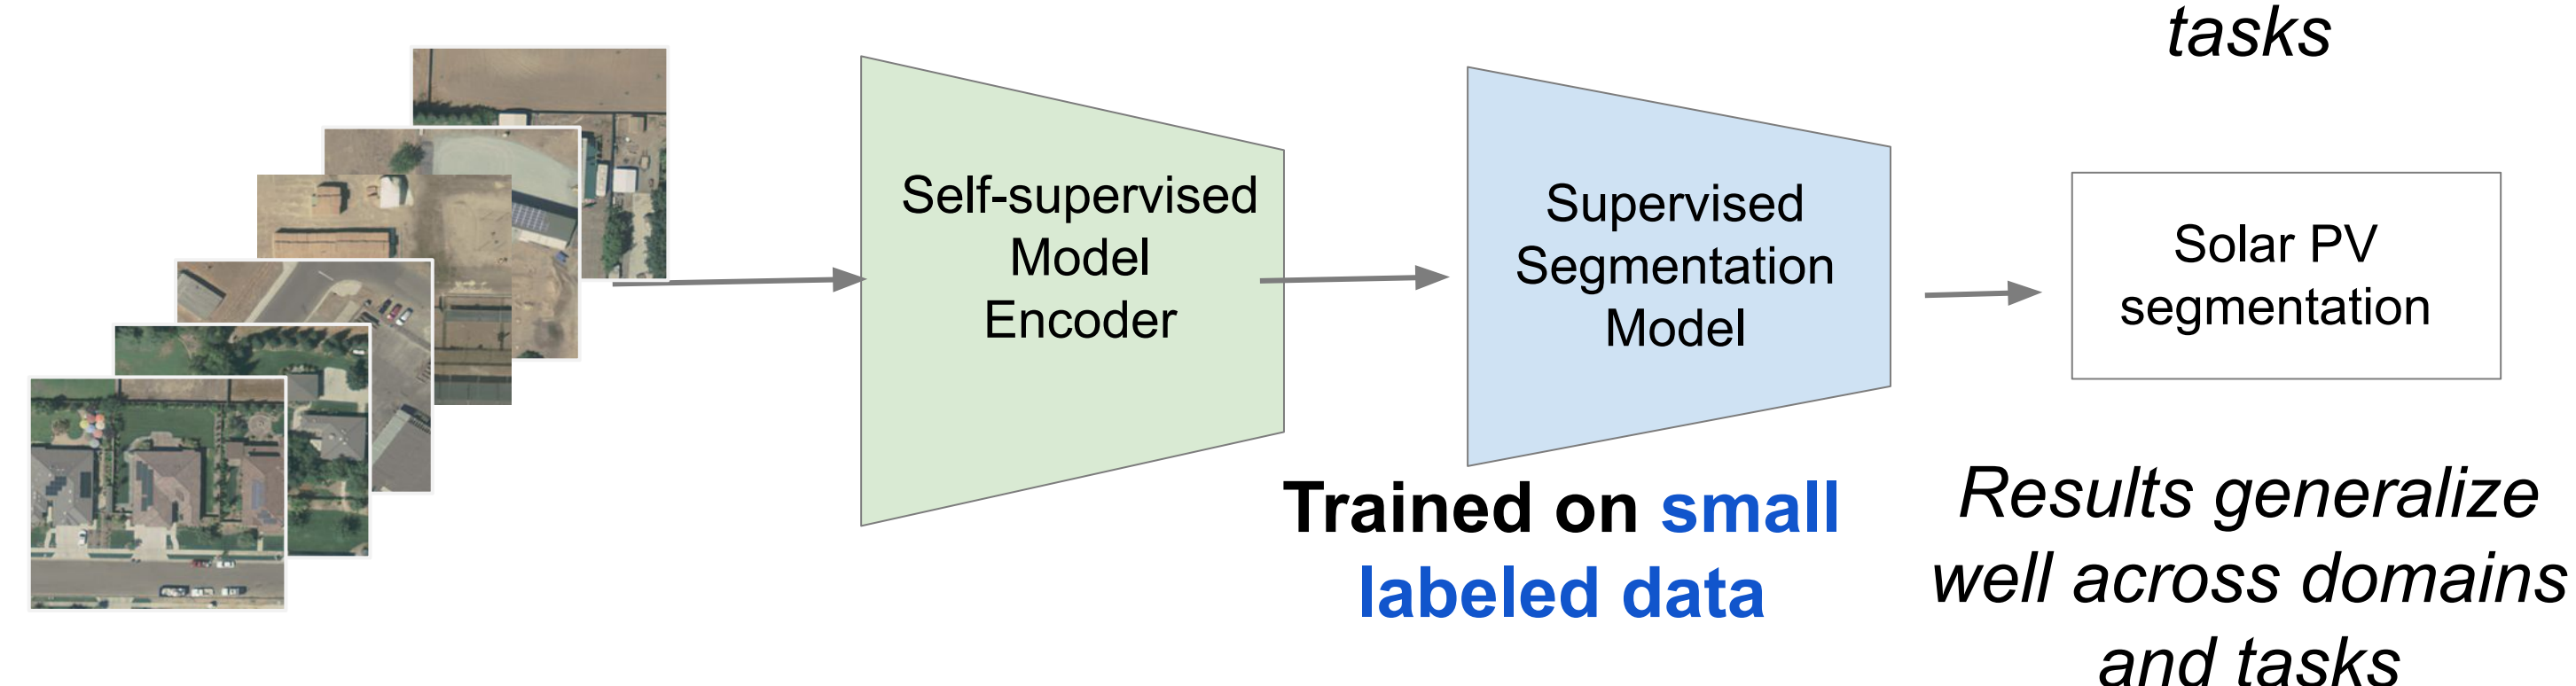 tasks
Self-supervised
Model
Encoder
Supervised
Segmentation
Model
Solar PV
segmentation
Trained on small
labeled data
Results generalize
well across domains
and tasks